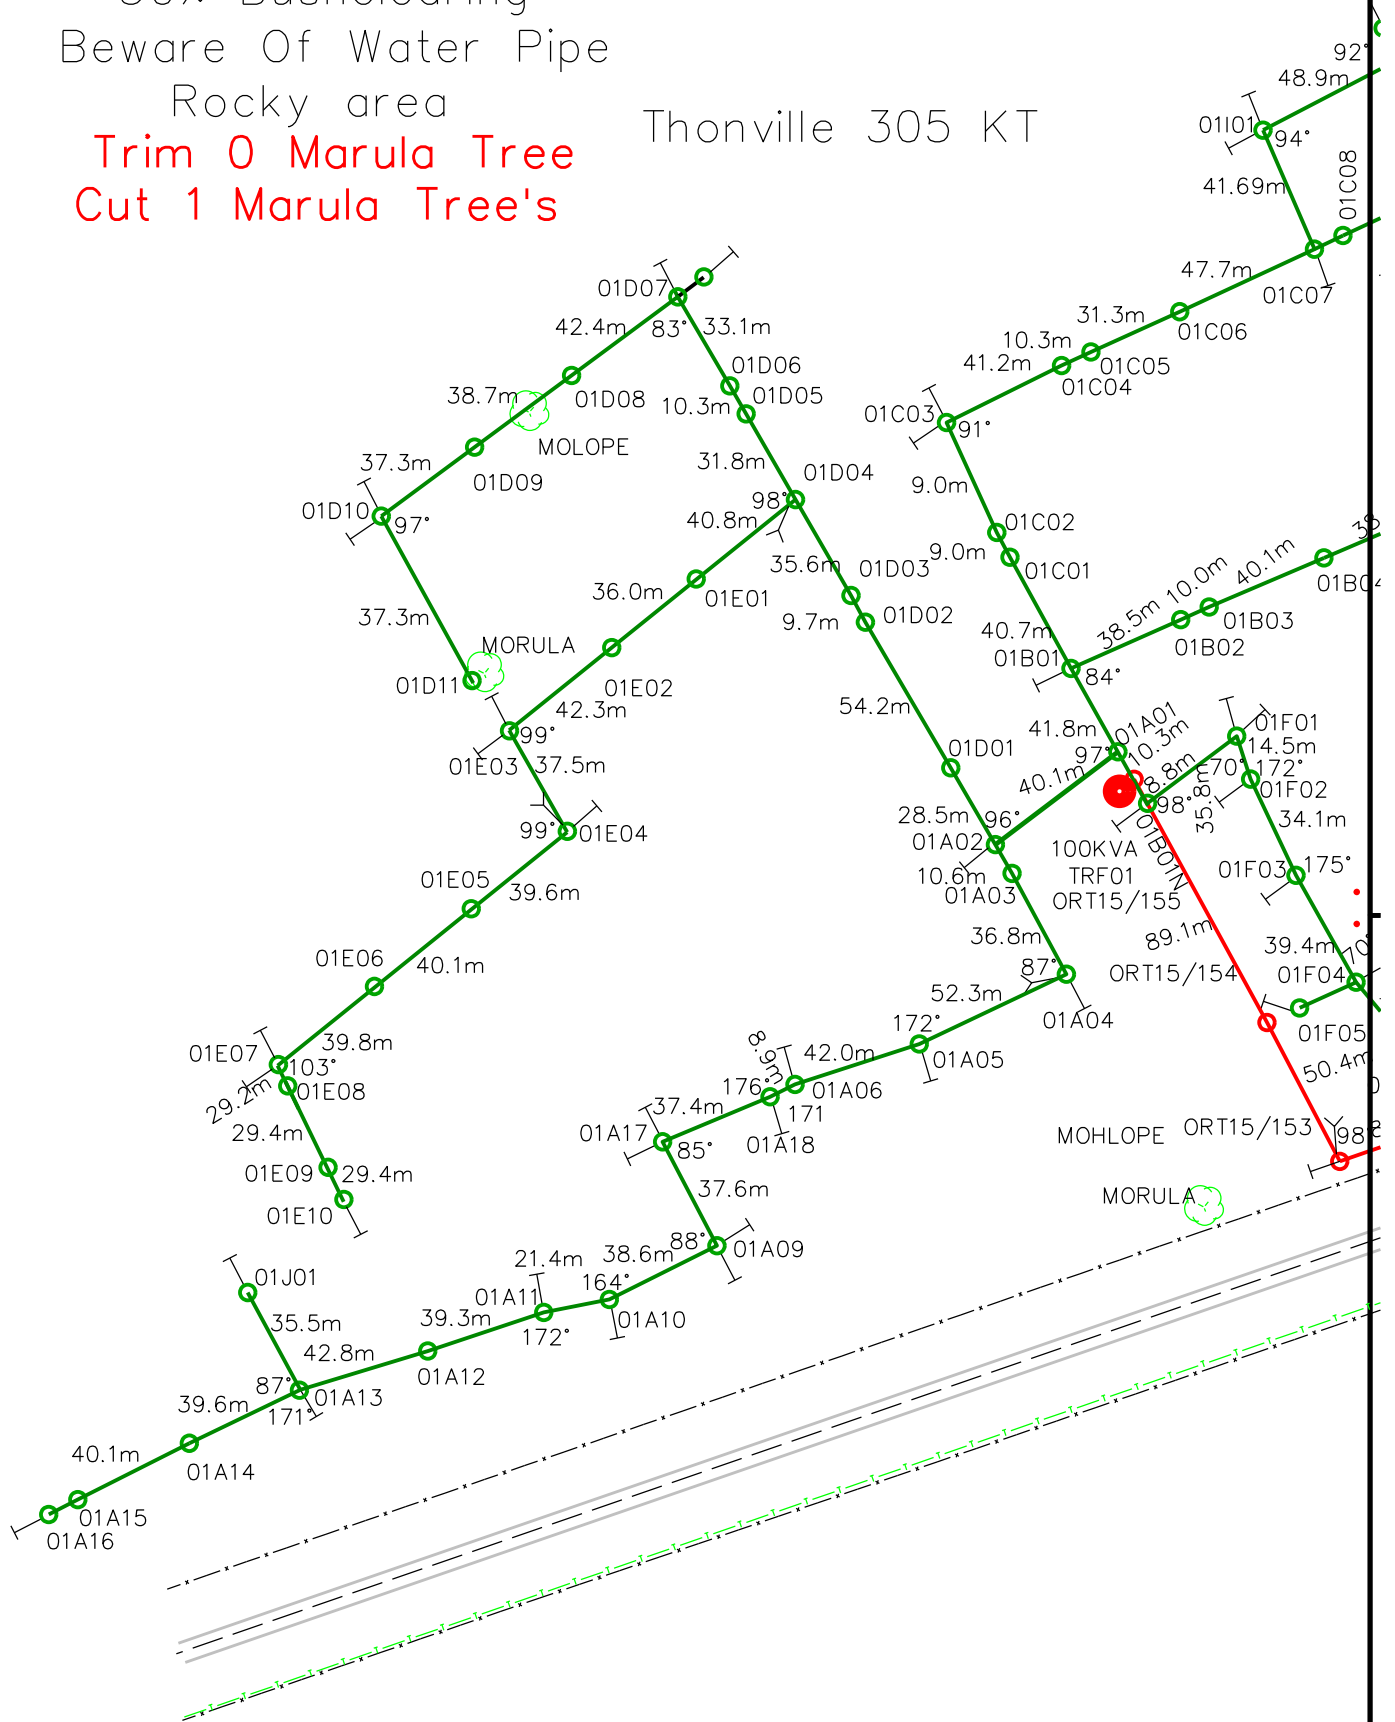 Beware Of Water Pipe
Rocky area
Trim 0 Marula Tree
Cut 1 Marula Tree's
Thonville 305 KT
92°
48.9m
01I01
94°
41.69m
01C08
47.7m
01C07
31.3m
01C06
10.3m
01C05
41.2m
01C04
01C03
91°
9.0m
01C02
9.0m
01C01
40.7m
01B01
84°
38.5m
10.0m
40.1m
01B02
01B03
01D07
42.4m
83°
33.1m
01D06
01D05
10.3m
38.7m
01D08
MOLOPE
37.3m
01D09
31.8m
01D04
98°
01D10
97°
40.8m
35.6m
01D03
01D02
9.7m
36.0m
01E01
37.3m
MORULA
01D11
01E02
42.3m
99°
01E03
37.5m
54.2m
01D01
41.8m
01A01
97°
10.3m
8.8m
40.1m
98°
01B01N
35.8m
01F01
14.5m
70°
172°
01F02
34.1m
28.5m
96°
01A02
99°
01E04
100KVA
TRF01
ORT15/155
10.6m
01A03
01F03
175°
01E05
39.6m
36.8m
89.1m
39.4m
70°
01E06
40.1m
87°
ORT15/154
01F04
52.3m
01A04
01F05
01E07
39.8m
103°
29.2m
01E08
8.9m
42.0m
172°
01A05
50.4m
176°
01A06
171
37.4m
01A18
29.4m
01A17
85°
MOHLOPE
ORT15/153
98°
01E09
29.4m
37.6m
MORULA
01E10
88°
01A09
38.6m
21.4m
164°
01J01
01A11
01A10
35.5m
39.3m
172°
42.8m
01A12
87°
01A13
171°
39.6m
40.1m
01A14
01A15
01A16